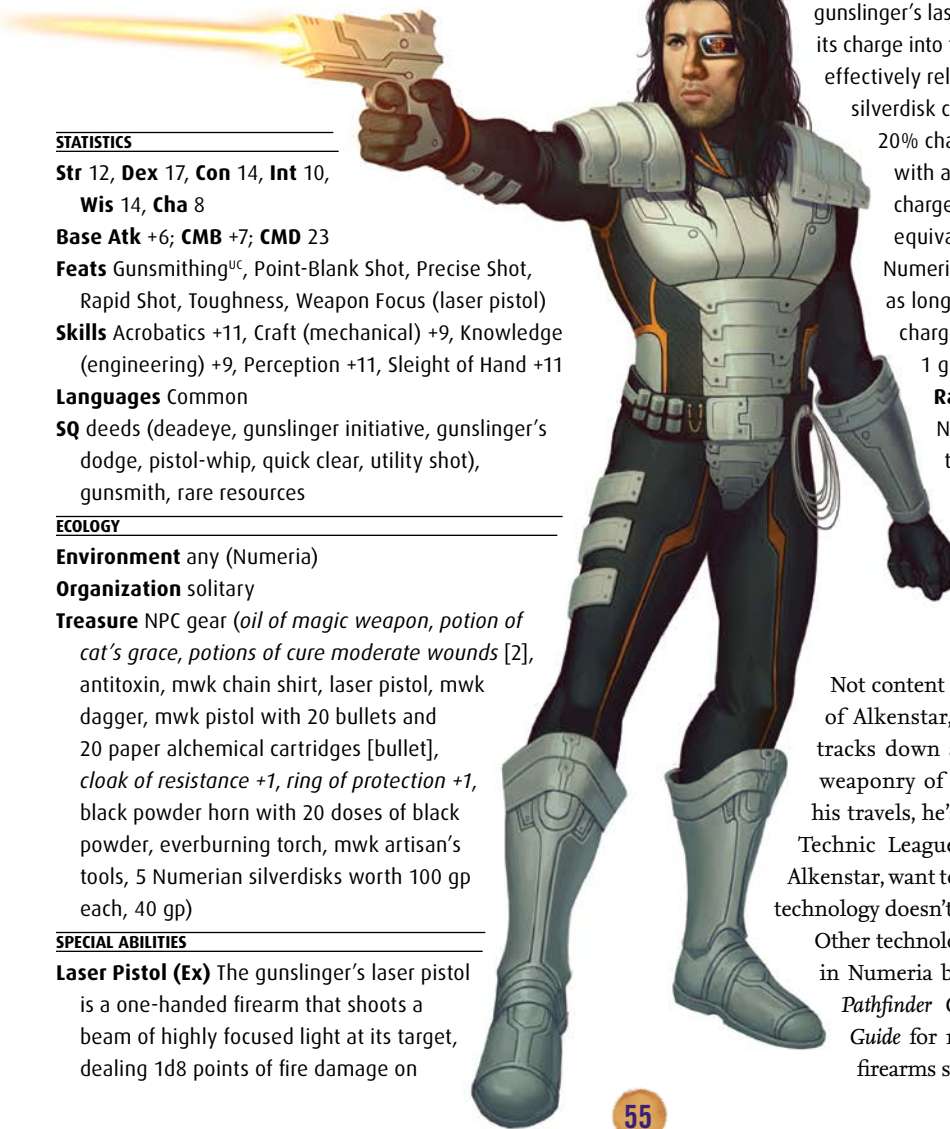 STATISTICS
Str 12, Dex 17, Con 14, Int 10,
Wis 14, Cha 8
Base Atk +6; CMB +7; CMD 23
Feats Gunsmithingᵁᶜ, Point-Blank Shot, Precise Shot,
Rapid Shot, Toughness, Weapon Focus (laser pistol)
Skills Acrobatics +11, Craft (mechanical) +9, Knowledge
(engineering) +9, Perception +11, Sleight of Hand +11
Languages Common
SQ deeds (deadeye, gunslinger initiative, gunslinger’s
dodge, pistol-whip, quick clear, utility shot),
gunsmith, rare resources
ECOLOGY
Environment any (Numeria)
Organization solitary
Treasure NPC gear (oil of magic weapon, potion of
cat’s grace, potions of cure moderate wounds [2],
antitoxin, mwk chain shirt, laser pistol, mwk
dagger, mwk pistol with 20 bullets and
20 paper alchemical cartridges [bullet],
cloak of resistance +1, ring of protection +1,
black powder horn with 20 doses of black
powder, everburning torch, mwk artisan’s
tools, 5 Numerian silverdisks worth 100 gp
each, 40 gp)
SPECIAL ABILITIES
Laser Pistol (Ex) The gunslinger’s laser pistol
is a one-handed firearm that shoots a
beam of highly focused light at its target,
dealing 1d8 points of fire damage on
gunslinger’s las
its charge into
effectively rel
silverdisk c
20% cha
with a
charge
equiva
Numeri
as long
charg
1 g
Ra
N
t
Not content
of Alkenstar,
tracks down
weaponry of
his travels, he’
Technic League
Alkenstar, want to
technology doesn’t
Other technolo
in Numeria b
Pathfinder
Guide for
firearms s
55